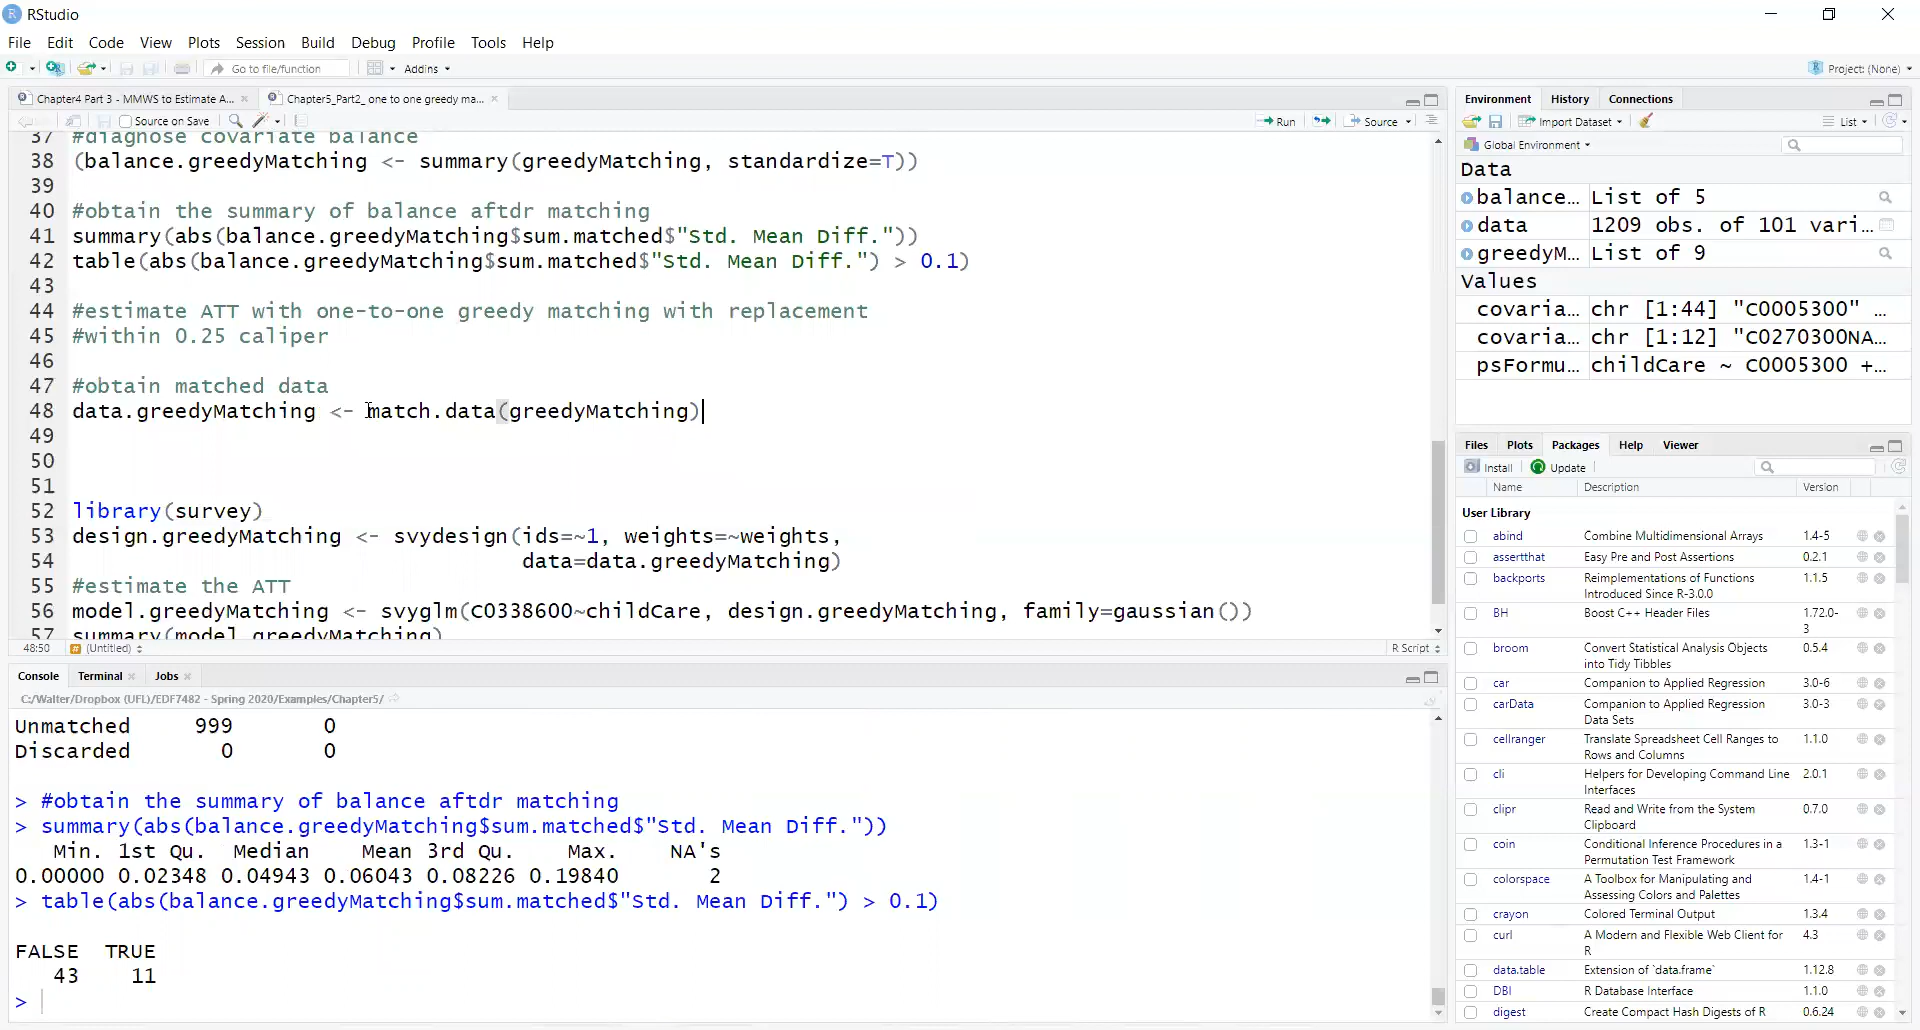 RStudio
File Edit Code View Plots Session Build Debug Profile Tools Help
Go to file/function Addins Project: (None)
Chapter4 Part 3 - MMWS to Estimate A... Chapter5_Part2_ one to one greedy ma...
Source on Save Run Source
37 #diagnose covariate balance
38 (balance.greedyMatching <- summary(greedyMatching, standardize=T))
39
40 #obtain the summary of balance aftdr matching
41 summary(abs(balance.greedyMatching$sum.matched$"Std. Mean Diff."))
42 table(abs(balance.greedyMatching$sum.matched$"Std. Mean Diff.") > 0.1)
43
44 #estimate ATT with one-to-one greedy matching with replacement
45 #within 0.25 caliper
46
47 #obtain matched data
48 data.greedyMatching <- match.data(greedyMatching)
49
50
51
52 library(survey)
53 design.greedyMatching <- svydesign(ids=~1, weights=~weights,
54 data=data.greedyMatching)
55 #estimate the ATT
56 model.greedyMatching <- svyglm(C0338600~childCare, design.greedyMatching, family=gaussian())
57 summary(model.greedyMatching)
48:50 (Untitled) R Script
Console Terminal Jobs
C:/Walter/Dropbox (UFL)/EDF7482 - Spring 2020/Examples/Chapter5/
Unmatched 999 0
Discarded 0 0
> #obtain the summary of balance aftdr matching
> summary(abs(balance.greedyMatching$sum.matched$"Std. Mean Diff."))
Min. 1st Qu. Median Mean 3rd Qu. Max. NA's
0.00000 0.02348 0.04943 0.06043 0.08226 0.19840 2
> table(abs(balance.greedyMatching$sum.matched$"Std. Mean Diff.") > 0.1)
FALSE TRUE
43 11
>
Environment History Connections
Import Dataset List
Global Environment
Data
balance... List of 5
data 1209 obs. of 101 vari...
greedyM... List of 9
Values
covaria... chr [1:44] "C0005300" ...
covaria... chr [1:12] "C0270300NA...
psFormu... childCare ~ C0005300 +...
Files Plots Packages Help Viewer
Install Update
Name Description Version
User Library
abind Combine Multidimensional Arrays 1.4-5
assertthat Easy Pre and Post Assertions 0.2.1
backports Reimplementations of Functions 1.1.5
Introduced Since R-3.0.0
BH Boost C++ Header Files 1.72.0-
3
broom Convert Statistical Analysis Objects 0.5.4
into Tidy Tibbles
car Companion to Applied Regression 3.0-6
carData Companion to Applied Regression 3.0-3
Data Sets
cellranger Translate Spreadsheet Cell Ranges to 1.1.0
Rows and Columns
cli Helpers for Developing Command Line 2.0.1
Interfaces
clipr Read and Write from the System 0.7.0
Clipboard
coin Conditional Inference Procedures in a 1.3-1
Permutation Test Framework
colorspace A Toolbox for Manipulating and 1.4-1
Assessing Colors and Palettes
crayon Colored Terminal Output 1.3.4
curl A Modern and Flexible Web Client for 4.3
R
data.table Extension of `data.frame` 1.12.8
DBI R Database Interface 1.1.0
digest Create Compact Hash Digests of R 0.6.24